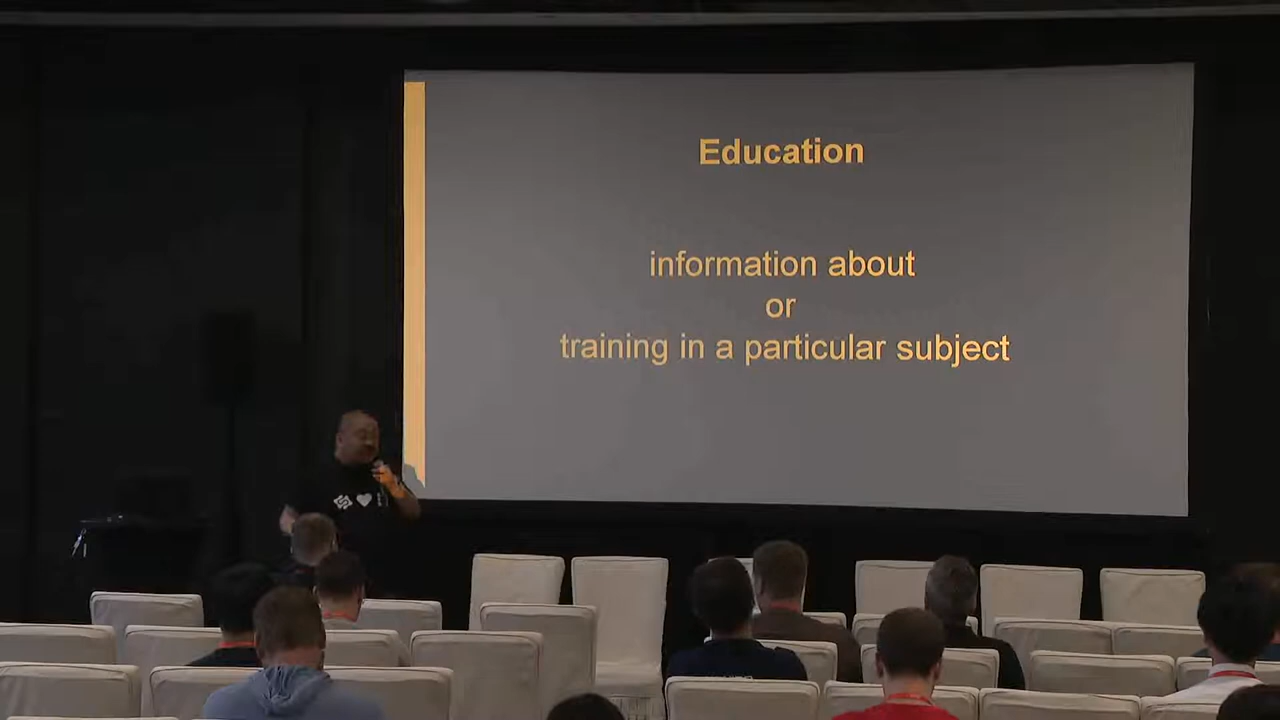 Education
information about
or
training in a particular subject